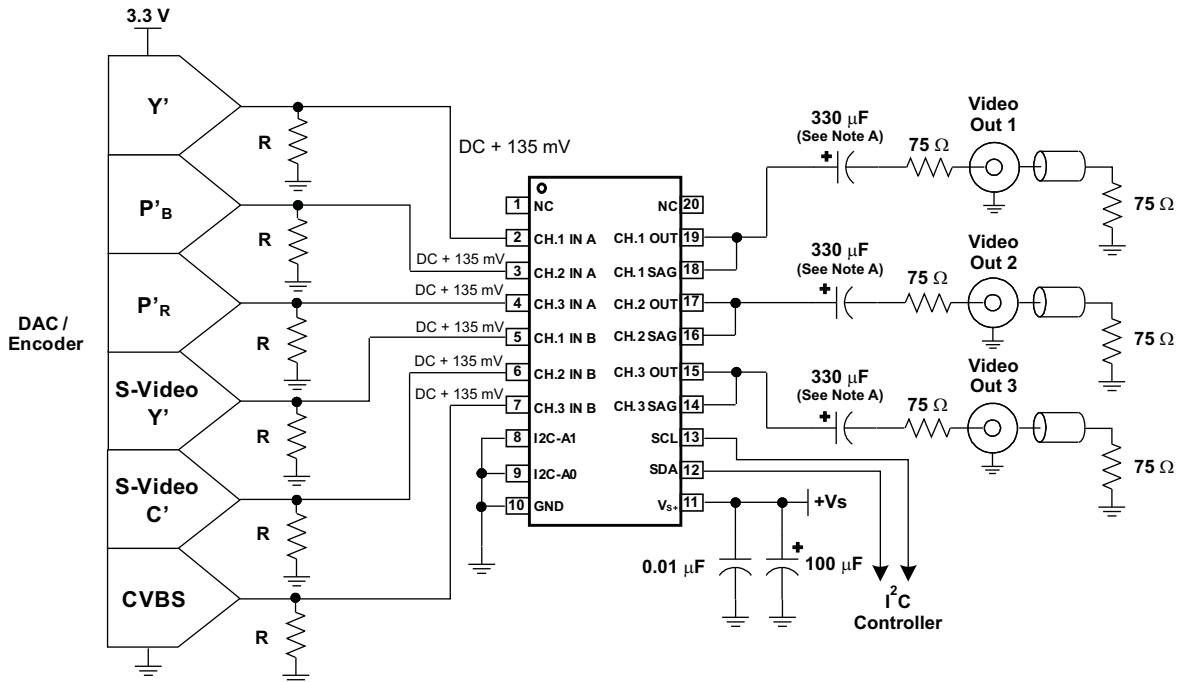 3.3 V
DAC /
Encoder
Y'
P'B
P'R
S-Video
Y'
S-Video
C'
CVBS
R
R
R
R
R
R
DC + 135 mV
DC + 135 mV
DC + 135 mV
DC + 135 mV
DC + 135 mV
DC + 135 mV
1 NC
2 CH.1 IN A
3 CH.2 IN A
4 CH.3 IN A
5 CH.1 IN B
6 CH.2 IN B
7 CH.3 IN B
8 I2C-A1
9 I2C-A0
10 GND
NC 20
CH.1 OUT 19
CH.1 SAG 18
CH.2 OUT 17
CH.2 SAG 16
CH.3 OUT 15
CH.3 SAG 14
SCL 13
SDA 12
VS+ 11
330 μF
(See Note A)
+
75 Ω
Video
Out 1
75 Ω
330 μF
(See Note A)
+
75 Ω
Video
Out 2
75 Ω
330 μF
(See Note A)
+
75 Ω
Video
Out 3
75 Ω
+Vs
0.01 μF
+
100 μF
I2C
Controller